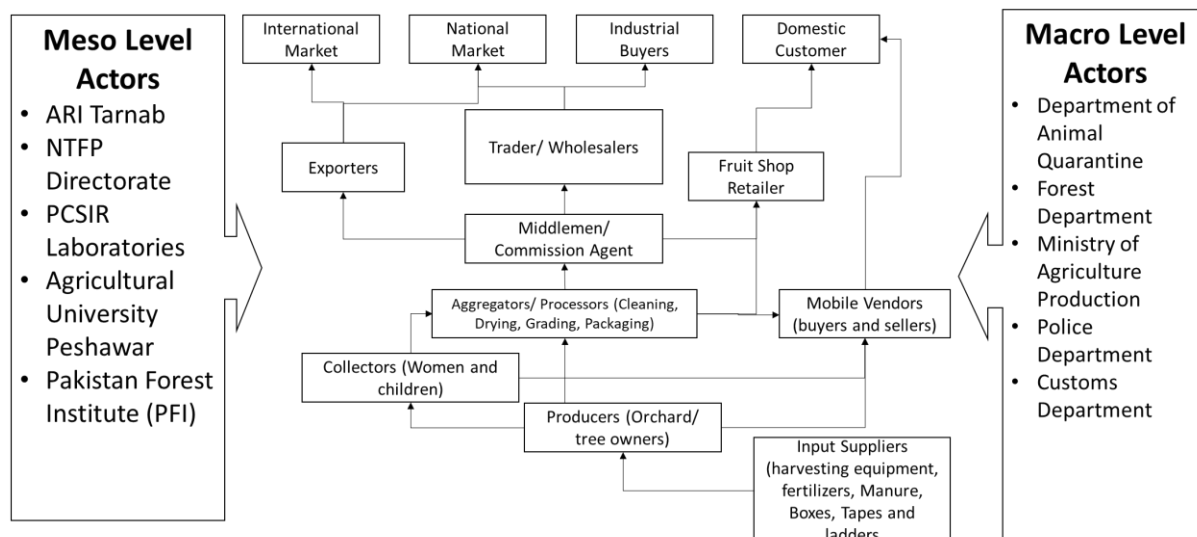 Meso Level
Actors
• ARI Tarnab
• NTFP
Directorate
• PCSIR
Laboratories
• Agricultural
University
Peshawar
• Pakistan Forest
Institute (PFI)
International
Market
National
Market
Industrial
Buyers
Domestic
Customer
Exporters
Trader/ Wholesalers
Fruit Shop
Retailer
Middlemen/
Commission Agent
Aggregators/ Processors (Cleaning,
Drying, Grading, Packaging)
Mobile Vendors
(buyers and sellers)
Collectors (Women and
children)
Producers (Orchard/
tree owners)
Input Suppliers
(harvesting equipment,
fertilizers, Manure,
Boxes, Tapes and
ladders
Macro Level
Actors
• Department of
Animal
Quarantine
• Forest
Department
• Ministry of
Agriculture
Production
• Police
Department
• Customs
Department